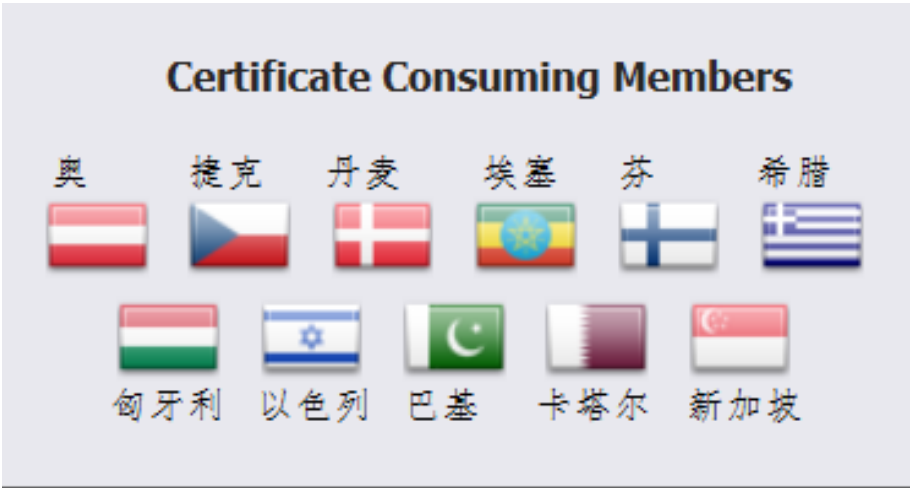 Certificate Consuming Members
奥 捷克 丹麦 埃塞 芬 希腊
匈牙利 以色列 巴基 卡塔尔 新加坡